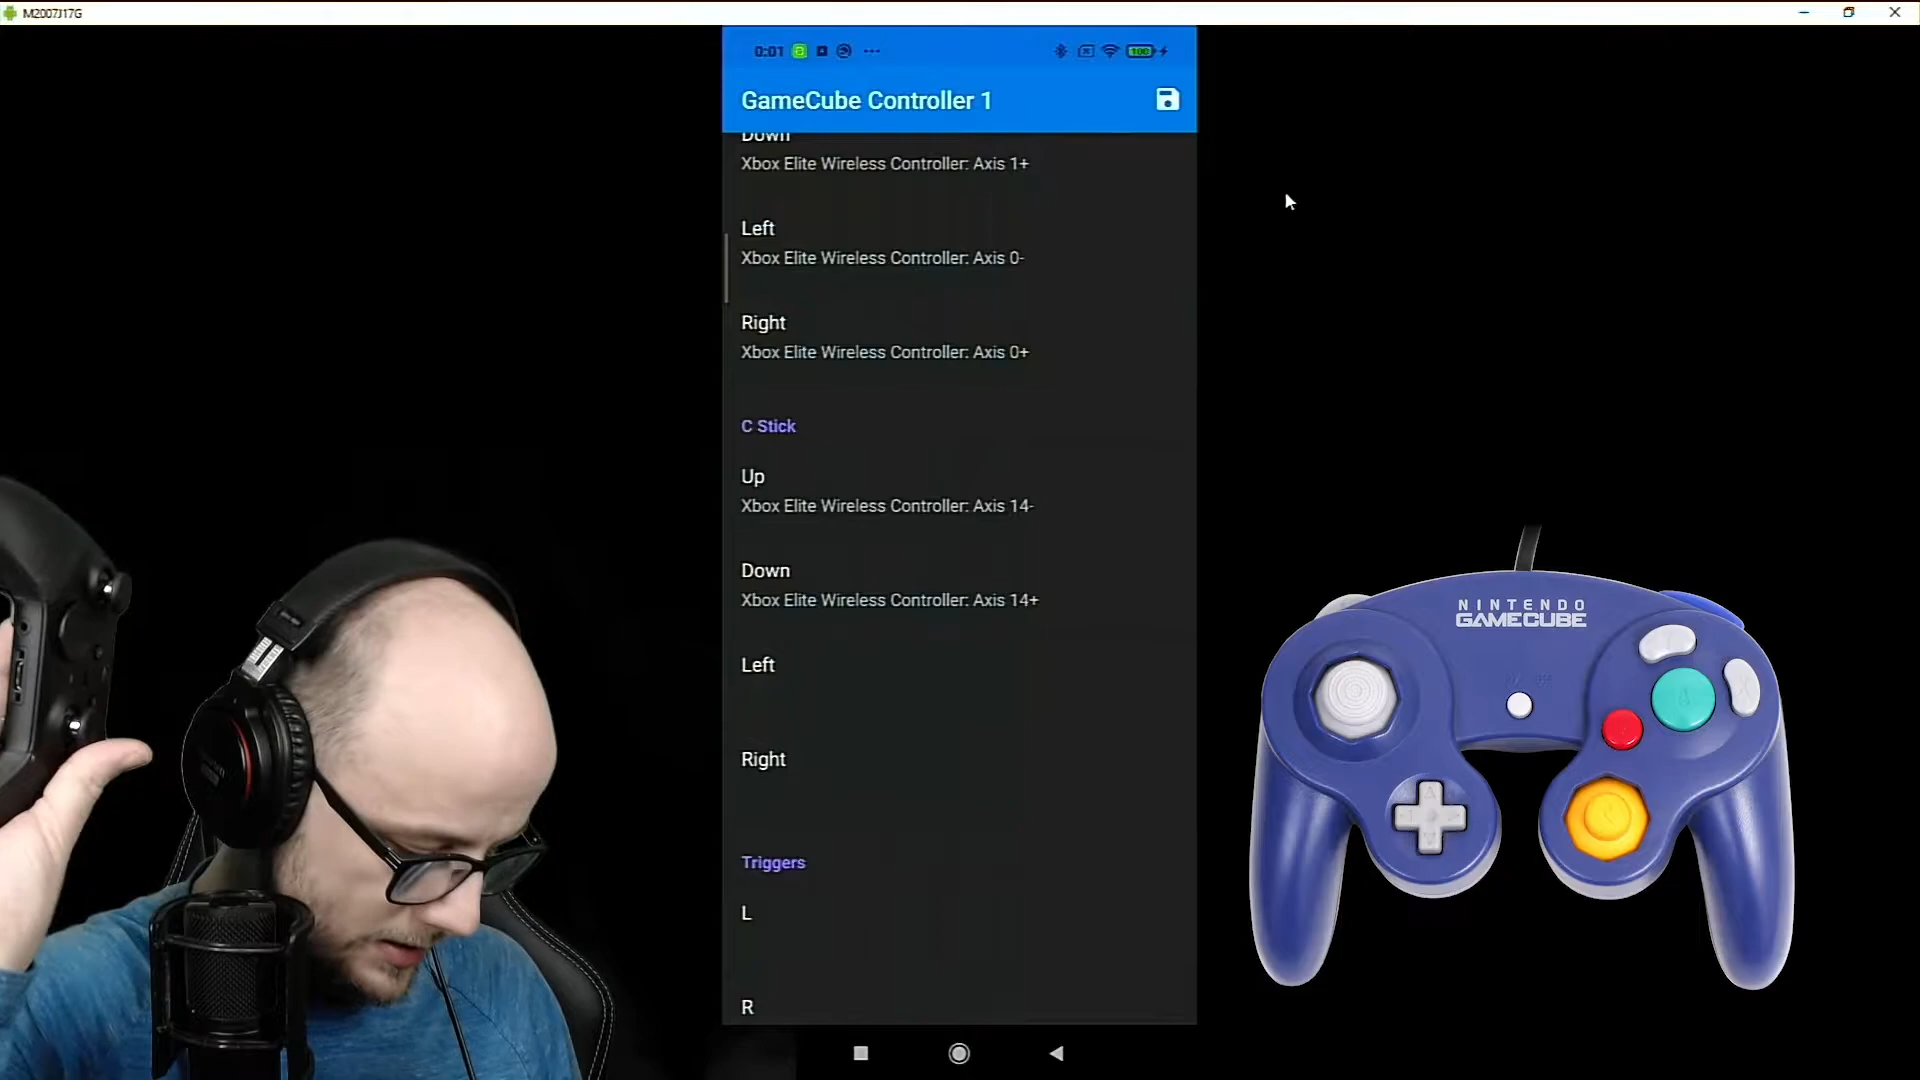 M2007J17G
0:01
100
GameCube Controller 1
Down
Xbox Elite Wireless Controller: Axis 1+
Left
Xbox Elite Wireless Controller: Axis 0-
Right
Xbox Elite Wireless Controller: Axis 0+
C Stick
Up
Xbox Elite Wireless Controller: Axis 14-
Down
Xbox Elite Wireless Controller: Axis 14+
Left
Right
Triggers
L
R
NINTENDO
GAMECUBE
A